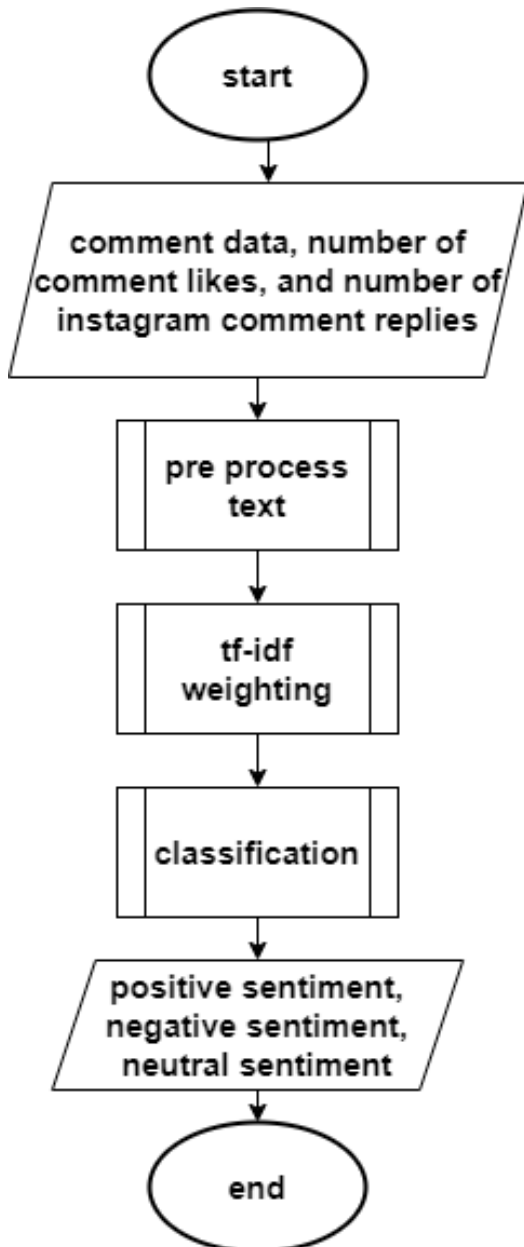 start
comment data, number of
comment likes, and number of
instagram comment replies
pre process
text
tf-idf
weighting
classification
positive sentiment,
negative sentiment,
neutral sentiment
end